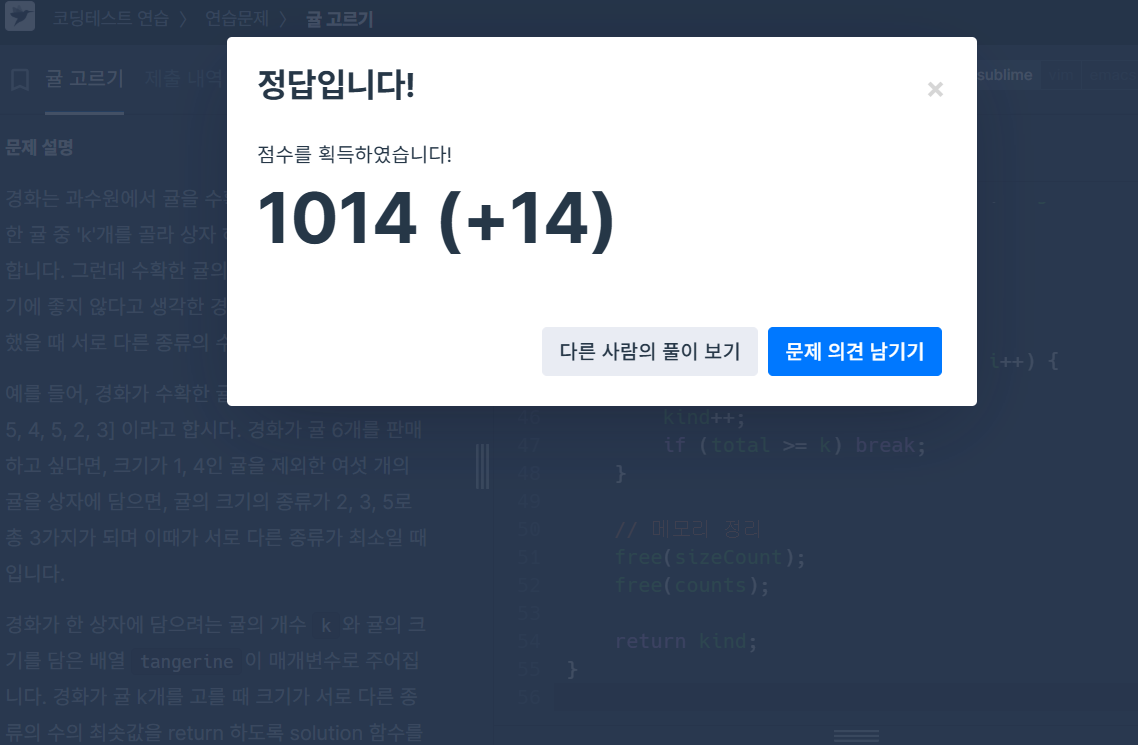 코딩테스트 연습 〉 연습문제 〉 귤 고르기
귤 고르기 제출 내역
sublime vim emacs
문제 설명
정답입니다!
×
점수를 획득하였습니다!
1014 (+14)
다른 사람의 풀이 보기
문제 의견 남기기
경화는 과수원에서 귤을
한 귤 중 'k'개를 골라 상자
합니다. 그런데 수확한 귤의
기에 좋지 않다고 생각한
했을 때 서로 다른 종류의
예를 들어, 경화가 수확한
5, 4, 5, 2, 3] 이라고 합시다. 경화가 귤 6개를 판매
하고 싶다면, 크기가 1, 4인 귤을 제외한 여섯 개의
귤을 상자에 담으면, 귤의 크기의 종류가 2, 3, 5로
총 3가지가 되며 이때가 서로 다른 종류가 최소일 때
입니다.
경화가 한 상자에 담으려는 귤의 개수 k 와 귤의 크
기를 담은 배열 tangerine 이 매개변수로 주어집
니다. 경화가 귤 k개를 고를 때 크기가 서로 다른 종
류의 수의 최솟값을 return 하도록 solution 함수를
i++) {
46 kind++;
47 if (total >= k) break;
48 }
49
50 // 메모리 정리
51 free(sizeCount);
52 free(counts);
53
54 return kind;
55 }
56